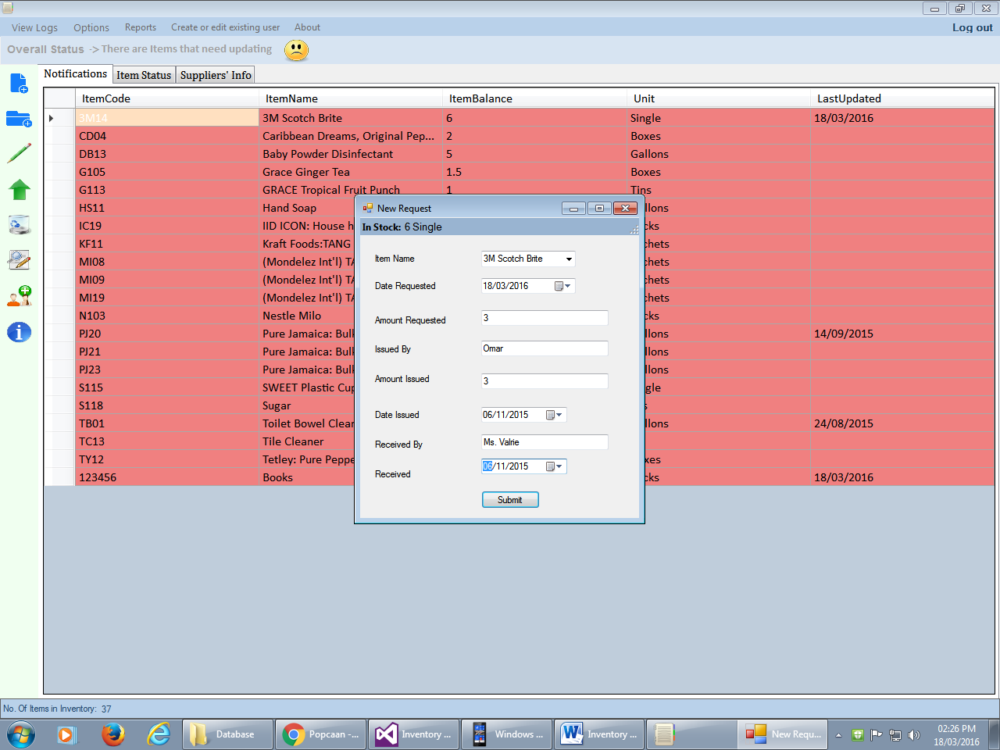 View Logs Options Reports Create or edit existing user About Log out
Overall Status -> There are Items that need updating
Notifications Item Status Suppliers' Info
ItemCode ItemName ItemBalance Unit LastUpdated
3M14 3M Scotch Brite 6 Single 18/03/2016
CD04 Caribbean Dreams, Original Pep... 2 Boxes
DB13 Baby Powder Disinfectant 5 Gallons
G105 Grace Ginger Tea 1.5 Boxes
G113 GRACE Tropical Fruit Punch 1 Tins
HS11 Hand Soap llons
IC19 IID ICON: House h cks
KF11 Kraft Foods:TANG chets
MI08 (Mondelez Int'l) TA chets
MI09 (Mondelez Int'l) TA chets
MI19 (Mondelez Int'l) TA chets
N103 Nestle Milo cks
PJ20 Pure Jamaica: Bulk llons 14/09/2015
PJ21 Pure Jamaica: Bulk llons
PJ23 Pure Jamaica: Bulk llons
S115 SWEET Plastic Cup gle
S118 Sugar s
TB01 Toilet Bowel Clean llons 24/08/2015
TC13 Tile Cleaner
TY12 Tetley: Pure Peppe xes
123456 Books cks 18/03/2016
New Request
In Stock: 6 Single
Item Name 3M Scotch Brite
Date Requested 18/03/2016
Amount Requested 3
Issued By Omar
Amount Issued 3
Date Issued 06/11/2015
Received By Ms. Valrie
Received 06/11/2015
Submit
No. Of Items in Inventory: 37
Database Popcaan -... Inventory ... Windows ... Inventory ... New Requ... 02:26 PM
18/03/2016